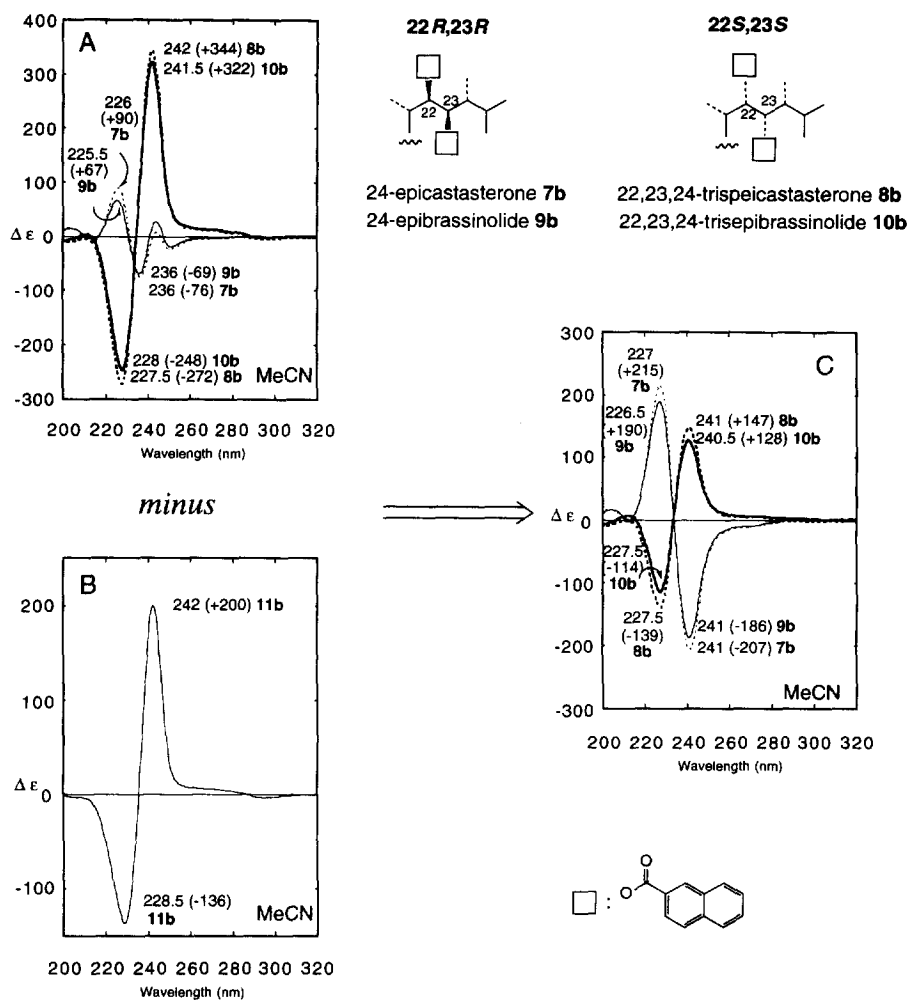 A
400
300
200
100
Δ ε 0
-100
-200
-300
242 (+344) 8b
241.5 (+322) 10b
226
(+90)
7b
225.5
(+67)
9b
236 (-69) 9b
236 (-76) 7b
228 (-248) 10b
227.5 (-272) 8b
MeCN
200 220 240 260 280 300 320
Wavelength (nm)
22R,23R
22
23
24-epicastasterone 7b
24-epibrassinolide 9b
22S,23S
22
23
22,23,24-trispeicastasterone 8b
22,23,24-trisepibrassinolide 10b
minus
B
200
100
Δ ε 0
-100
242 (+200) 11b
228.5 (-136)
11b
MeCN
200 220 240 260 280 300 320
Wavelength (nm)
C
300
200
100
Δ ε 0
-100
-200
-300
227
(+215)
7b
226.5
(+190)
9b
241 (+147) 8b
240.5 (+128) 10b
227.5
(-114)
10b
227.5
(-139)
8b
241 (-186) 9b
241 (-207) 7b
MeCN
200 220 240 260 280 300 320
Wavelength (nm)
:
O
O